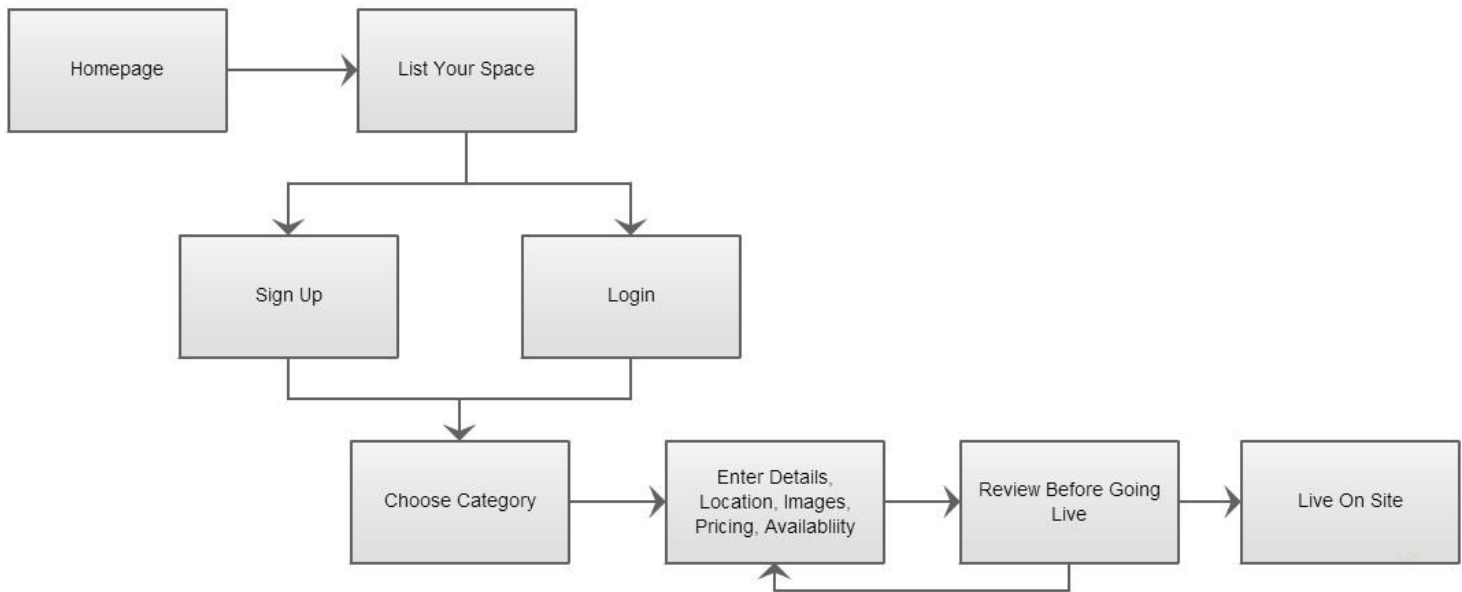 Homepage
List Your Space
Sign Up
Login
Choose Category
Enter Details,
Location, Images,
Pricing, Availabliity
Review Before Going
Live
Live On Site